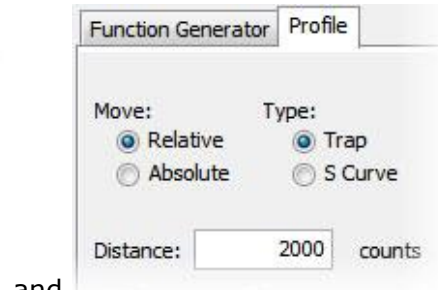 Function Generator Profile
Move: Type:
Relative Trap
Absolute S Curve
Distance: 2000 counts
and